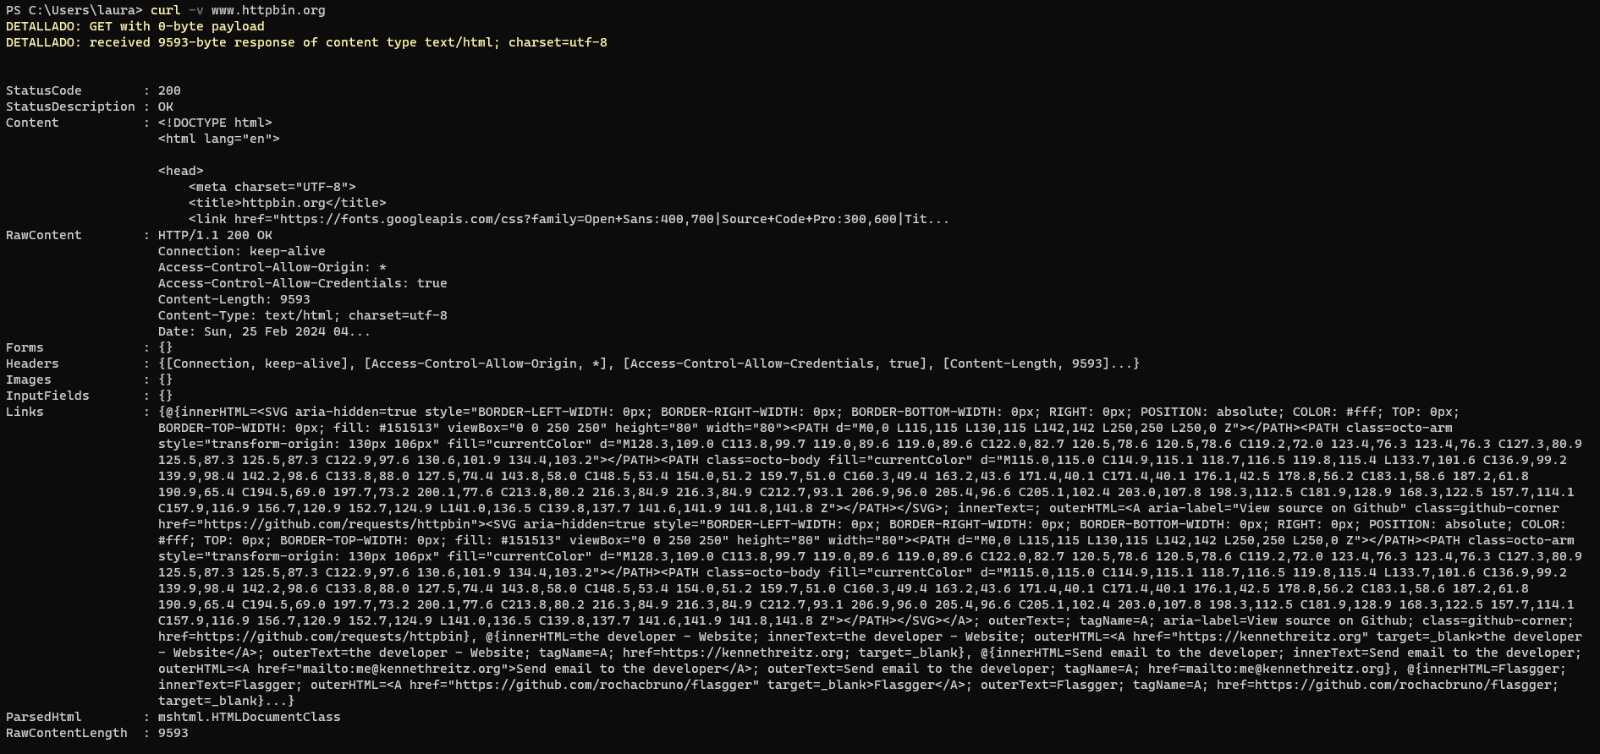 PS C:\Users\laura> curl -v www.httpbin.org
DETALLADO: GET with 0-byte payload
DETALLADO: received 9593-byte response of content type text/html; charset=utf-8
StatusCode        : 200
StatusDescription : OK
Content           : <!DOCTYPE html>
                    <html lang="en">
                    <head>
                        <meta charset="UTF-8">
                        <title>httpbin.org</title>
                        <link href="https://fonts.googleapis.com/css?family=Open+Sans:400,700|Source+Code+Pro:300,600|Tit...
RawContent        : HTTP/1.1 200 OK
                    Connection: keep-alive
                    Access-Control-Allow-Origin: *
                    Access-Control-Allow-Credentials: true
                    Content-Length: 9593
                    Content-Type: text/html; charset=utf-8
                    Date: Sun, 25 Feb 2024 04...
Forms             : {}
Headers           : {[Connection, keep-alive], [Access-Control-Allow-Origin, *], [Access-Control-Allow-Credentials, true], [Content-Length, 9593]...}
Images            : {}
InputFields       : {}
Links             : {@{innerHTML=<SVG aria-hidden=true style="BORDER-LEFT-WIDTH: 0px; BORDER-RIGHT-WIDTH: 0px; BORDER-BOTTOM-WIDTH: 0px; RIGHT: 0px; POSITION: absolute; COLOR: #fff; TOP: 0px;
                    BORDER-TOP-WIDTH: 0px; fill: #151513" viewBox="0 0 250 250" height="80" width="80"><PATH d="M0,0 L115,115 L130,115 L142,142 L250,250 L250,0 Z"></PATH><PATH class=octo-arm
                    style="transform-origin: 130px 106px" fill="currentColor" d="M128.3,109.0 C113.8,99.7 119.0,89.6 119.0,89.6 C122.0,82.7 120.5,78.6 120.5,78.6 C119.2,72.0 123.4,76.3 123.4,76.3 C127.3,80.9
                    125.5,87.3 125.5,87.3 C122.9,97.6 130.6,101.9 134.4,103.2"></PATH><PATH class=octo-body fill="currentColor" d="M115.0,115.0 C114.9,115.1 118.7,116.5 119.8,115.4 L133.7,101.6 C136.9,99.2
                    139.9,98.4 142.2,98.6 C133.8,88.0 127.5,74.4 143.8,58.0 C148.5,53.4 154.0,51.2 159.7,51.0 C160.3,49.4 163.2,43.6 171.4,40.1 C171.4,40.1 176.1,42.5 178.8,56.2 C183.1,58.6 187.2,61.8
                    190.9,65.4 C194.5,69.0 197.7,73.2 200.1,77.6 C213.8,80.2 216.3,84.9 216.3,84.9 C212.7,93.1 206.9,96.0 205.4,96.6 C205.1,102.4 203.0,107.8 198.3,112.5 C181.9,128.9 168.3,122.5 157.7,114.1
                    C157.9,116.9 156.7,120.9 152.7,124.9 L141.0,136.5 C139.8,137.7 141.6,141.9 141.8,141.8 Z"></PATH></SVG>; innerText=; outerHTML=<A aria-label="View source on Github" class=github-corner
                    href="https://github.com/requests/httpbin"><SVG aria-hidden=true style="BORDER-LEFT-WIDTH: 0px; BORDER-RIGHT-WIDTH: 0px; BORDER-BOTTOM-WIDTH: 0px; RIGHT: 0px; POSITION: absolute; COLOR:
                    #fff; TOP: 0px; BORDER-TOP-WIDTH: 0px; fill: #151513" viewBox="0 0 250 250" height="80" width="80"><PATH d="M0,0 L115,115 L130,115 L142,142 L250,250 L250,0 Z"></PATH><PATH class=octo-arm
                    style="transform-origin: 130px 106px" fill="currentColor" d="M128.3,109.0 C113.8,99.7 119.0,89.6 119.0,89.6 C122.0,82.7 120.5,78.6 120.5,78.6 C119.2,72.0 123.4,76.3 123.4,76.3 C127.3,80.9
                    125.5,87.3 125.5,87.3 C122.9,97.6 130.6,101.9 134.4,103.2"></PATH><PATH class=octo-body fill="currentColor" d="M115.0,115.0 C114.9,115.1 118.7,116.5 119.8,115.4 L133.7,101.6 C136.9,99.2
                    139.9,98.4 142.2,98.6 C133.8,88.0 127.5,74.4 143.8,58.0 C148.5,53.4 154.0,51.2 159.7,51.0 C160.3,49.4 163.2,43.6 171.4,40.1 C171.4,40.1 176.1,42.5 178.8,56.2 C183.1,58.6 187.2,61.8
                    190.9,65.4 C194.5,69.0 197.7,73.2 200.1,77.6 C213.8,80.2 216.3,84.9 216.3,84.9 C212.7,93.1 206.9,96.0 205.4,96.6 C205.1,102.4 203.0,107.8 198.3,112.5 C181.9,128.9 168.3,122.5 157.7,114.1
                    C157.9,116.9 156.7,120.9 152.7,124.9 L141.0,136.5 C139.8,137.7 141.6,141.9 141.8,141.8 Z"></PATH></SVG></A>; outerText=; tagName=A; aria-label=View source on Github; class=github-corner;
                    href=https://github.com/requests/httpbin}, @{innerHTML=the developer - Website; innerText=the developer - Website; outerHTML=<A href="https://kennethreitz.org" target=_blank>the developer
                    - Website</A>; outerText=the developer - Website; tagName=A; href=https://kennethreitz.org; target=_blank}, @{innerHTML=Send email to the developer; innerText=Send email to the developer;
                    outerHTML=<A href="mailto:me@kennethreitz.org">Send email to the developer</A>; outerText=Send email to the developer; tagName=A; href=mailto:me@kennethreitz.org}, @{innerHTML=Flasgger;
                    innerText=Flasgger; outerHTML=<A href="https://github.com/rochacbruno/flasgger" target=_blank>Flasgger</A>; outerText=Flasgger; tagName=A; href=https://github.com/rochacbruno/flasgger;
                    target=_blank}...}
ParsedHtml        : mshtml.HTMLDocumentClass
RawContentLength  : 9593